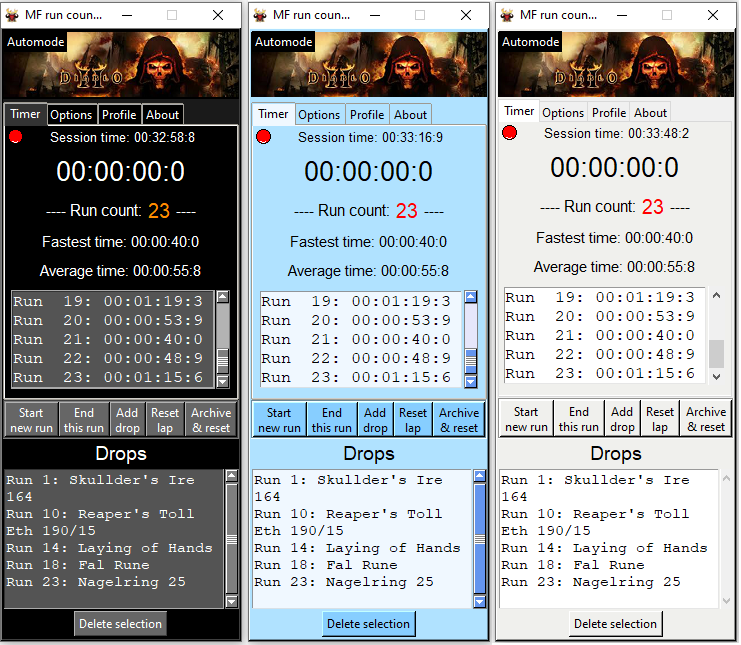 MF run coun...
Automode
DIABLO
II
Timer Options Profile About
Session time: 00:32:58:8
00:00:00:0
---- Run count: 23 ----
Fastest time: 00:00:40:0
Average time: 00:00:55:8
Run 19: 00:01:19:3
Run 20: 00:00:53:9
Run 21: 00:00:40:0
Run 22: 00:00:48:9
Run 23: 00:01:15:6
Start End Add Reset Archive
new run this run drop lap & reset
Drops
Run 1: Skullder's Ire
164
Run 10: Reaper's Toll
Eth 190/15
Run 14: Laying of Hands
Run 18: Fal Rune
Run 23: Nagelring 25
Delete selection
MF run coun...
Automode
DIABLO
II
Timer Options Profile About
Session time: 00:33:16:9
00:00:00:0
---- Run count: 23 ----
Fastest time: 00:00:40:0
Average time: 00:00:55:8
Run 19: 00:01:19:3
Run 20: 00:00:53:9
Run 21: 00:00:40:0
Run 22: 00:00:48:9
Run 23: 00:01:15:6
Start End Add Reset Archive
new run this run drop lap & reset
Drops
Run 1: Skullder's Ire
164
Run 10: Reaper's Toll
Eth 190/15
Run 14: Laying of Hands
Run 18: Fal Rune
Run 23: Nagelring 25
Delete selection
MF run coun...
Automode
DIABLO
II
Timer Options Profile About
Session time: 00:33:48:2
00:00:00:0
---- Run count: 23 ----
Fastest time: 00:00:40:0
Average time: 00:00:55:8
Run 19: 00:01:19:3
Run 20: 00:00:53:9
Run 21: 00:00:40:0
Run 22: 00:00:48:9
Run 23: 00:01:15:6
Start End Add Reset Archive
new run this run drop lap & reset
Drops
Run 1: Skullder's Ire
164
Run 10: Reaper's Toll
Eth 190/15
Run 14: Laying of Hands
Run 18: Fal Rune
Run 23: Nagelring 25
Delete selection